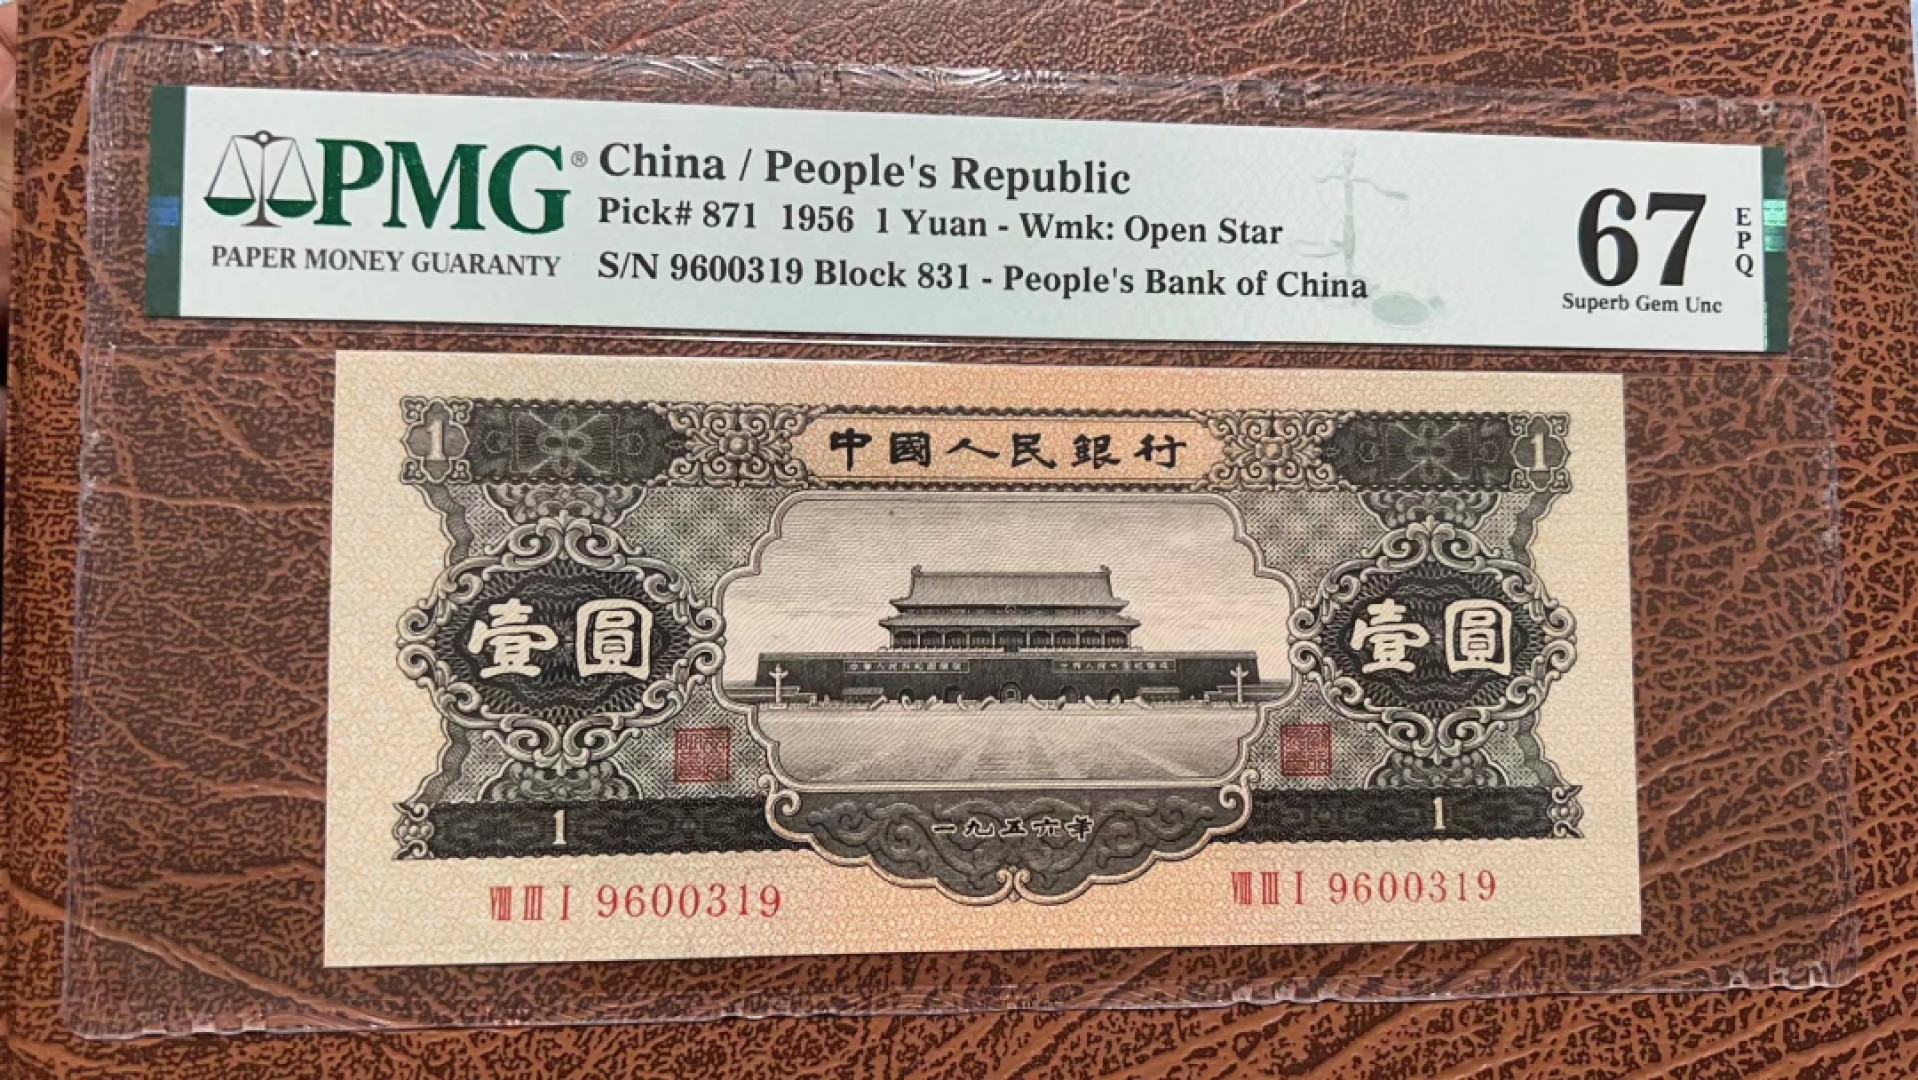 PMG®
PAPER MONEY GUARANTY
China / People's Republic
Pick# 871 1956 1 Yuan - Wmk: Open Star
S/N 9600319 Block 831 - People's Bank of China
67
EPQ
Superb Gem Unc
1
中國人民銀行
1
壹圓
壹圓
1
一九五六年
1
VIII III I 9600319
VIII III I 9600319